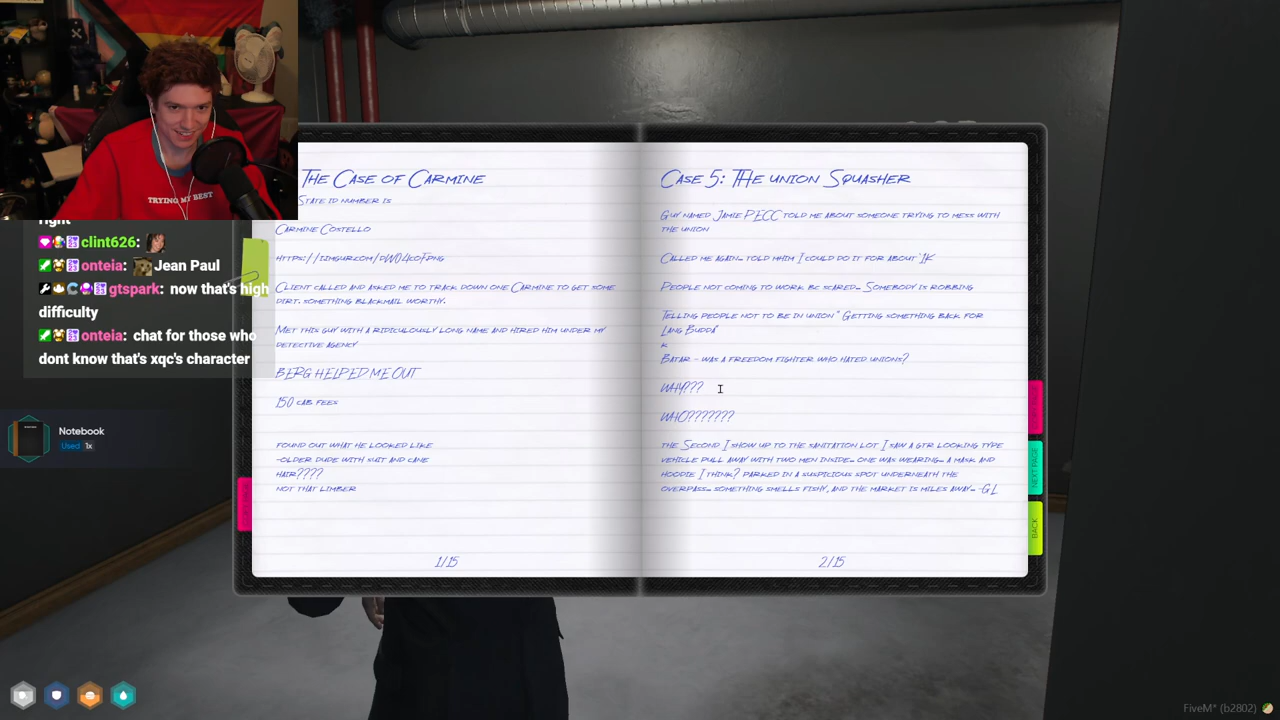 TRYING MY BEST
right
clint626:
onteia: Jean Paul
gtspark: now that's high
difficulty
onteia: chat for those who
dont know that's xqc's character
Notebook
Used 1x
The Case of Carmine
State id number is
Carmine Costello
Client called and asked me to track down one Carmine to get some
dirt. something blackmail worthy.
Met this guy with a ridiculously long name and hired him under my
detective agency
BERG HELPED ME OUT
150 cab fees
found out what he looked like
-older dude with suit and cane
hair????
not that limber
1/15
Case 5: The union Squasher
Guy named Jamie PECC told me about someone trying to mess with
the union
Called me again.. told mhim I could do it for about 1K
People not coming to work bc scared... Somebody is robbing
Telling people not to be in union" Getting something back for
Lang Budda"
k
Batar - was a freedom fighter who hated unions?
WHY???
WHO???????
the Second I show up to the sanitation lot I saw a gtr looking type
vehicle pull away with two men inside... one was wearing... a mask and
hoodie I think? parked in a suspicious spot underneath the
overpass... something smells fishy, and the market is miles away... -GL
2/15
NEXT PAGE
BACK
FiveM* (b2802)